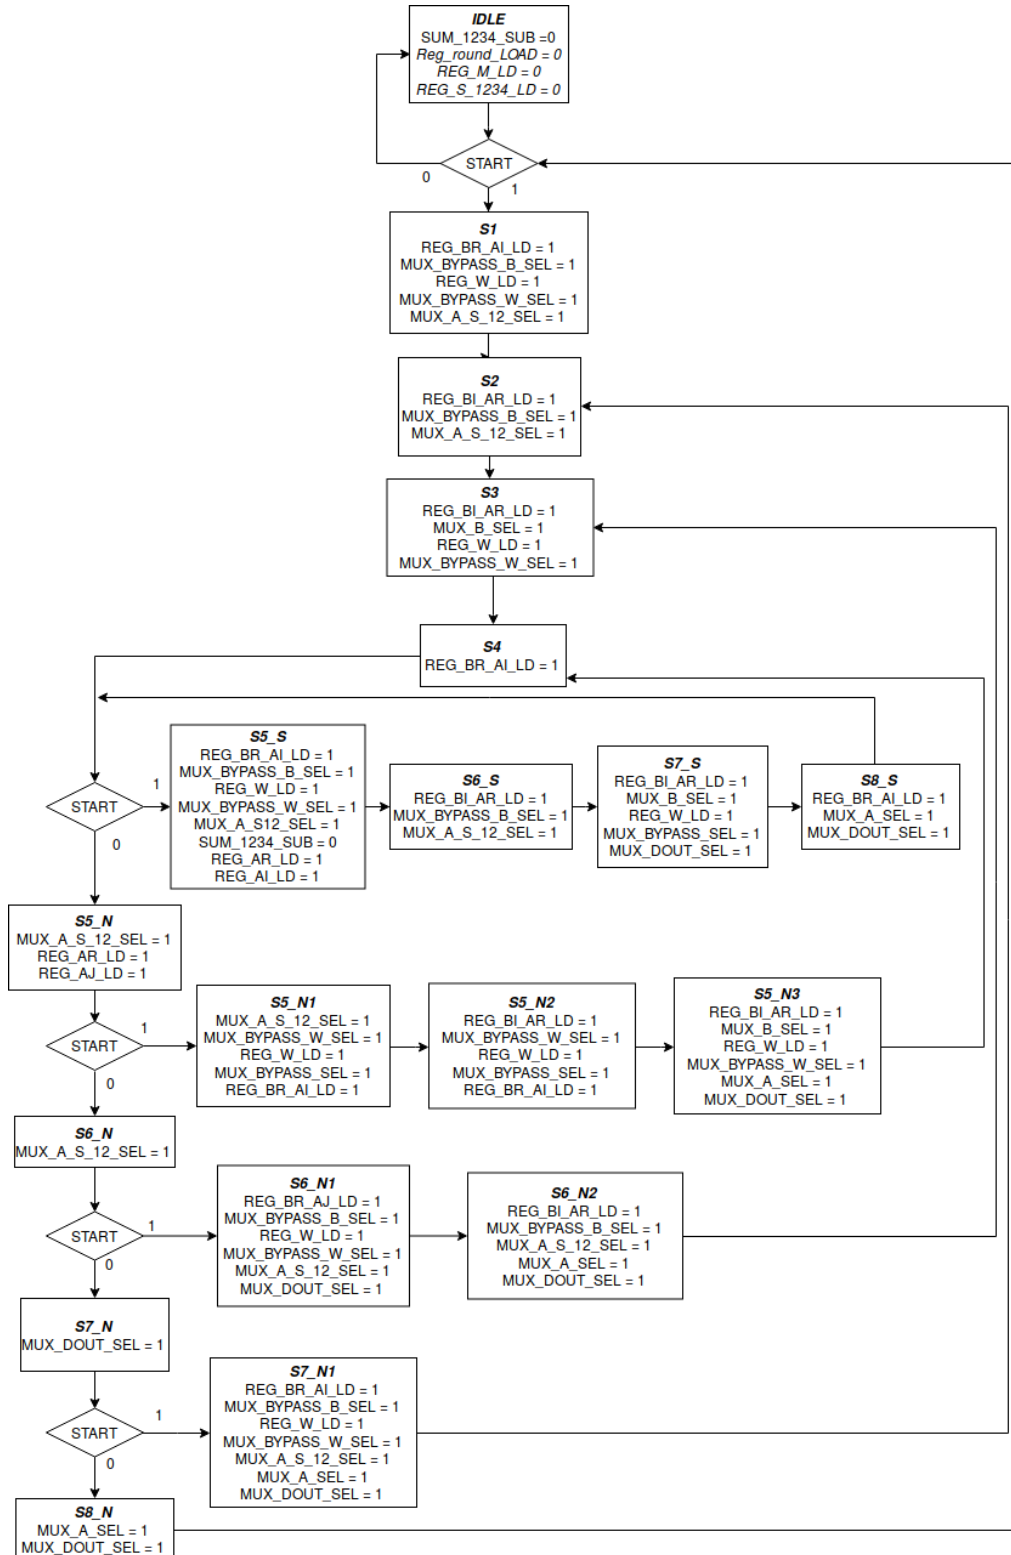 IDLE
SUM_1234_SUB =0
Reg_round_LOAD = 0
REG_M_LD = 0
REG_S_1234_LD = 0
START
0
1
S1
REG_BR_AI_LD = 1
MUX_BYPASS_B_SEL = 1
REG_W_LD = 1
MUX_BYPASS_W_SEL = 1
MUX_A_S_12_SEL = 1
S2
REG_BI_AR_LD = 1
MUX_BYPASS_B_SEL = 1
MUX_A_S_12_SEL = 1
S3
REG_BI_AR_LD = 1
MUX_B_SEL = 1
REG_W_LD = 1
MUX_BYPASS_W_SEL = 1
S4
REG_BR_AI_LD = 1
START
1
0
S5_S
REG_BR_AI_LD = 1
MUX_BYPASS_B_SEL = 1
REG_W_LD = 1
MUX_BYPASS_W_SEL = 1
MUX_A_S12_SEL = 1
SUM_1234_SUB = 0
REG_AR_LD = 1
REG_AI_LD = 1
S6_S
REG_BI_AR_LD = 1
MUX_BYPASS_B_SEL = 1
MUX_A_S_12_SEL = 1
S7_S
REG_BI_AR_LD = 1
MUX_B_SEL = 1
REG_W_LD = 1
MUX_BYPASS_SEL = 1
MUX_DOUT_SEL = 1
S8_S
REG_BR_AI_LD = 1
MUX_A_SEL = 1
MUX_DOUT_SEL = 1
S5_N
MUX_A_S_12_SEL = 1
REG_AR_LD = 1
REG_AJ_LD = 1
START
1
0
S5_N1
MUX_A_S_12_SEL = 1
MUX_BYPASS_W_SEL = 1
REG_W_LD = 1
MUX_BYPASS_SEL = 1
REG_BR_AI_LD = 1
S5_N2
REG_BI_AR_LD = 1
MUX_BYPASS_W_SEL = 1
REG_W_LD = 1
MUX_BYPASS_SEL = 1
REG_BR_AI_LD = 1
S5_N3
REG_BI_AR_LD = 1
MUX_B_SEL = 1
REG_W_LD = 1
MUX_BYPASS_W_SEL = 1
MUX_A_SEL = 1
MUX_DOUT_SEL = 1
S6_N
MUX_A_S_12_SEL = 1
START
1
0
S6_N1
REG_BR_AJ_LD = 1
MUX_BYPASS_B_SEL = 1
REG_W_LD = 1
MUX_BYPASS_W_SEL = 1
MUX_A_S_12_SEL = 1
MUX_DOUT_SEL = 1
S6_N2
REG_BI_AR_LD = 1
MUX_BYPASS_B_SEL = 1
MUX_A_S_12_SEL = 1
MUX_A_SEL = 1
MUX_DOUT_SEL = 1
S7_N
MUX_DOUT_SEL = 1
START
1
0
S7_N1
REG_BR_AI_LD = 1
MUX_BYPASS_B_SEL = 1
REG_W_LD = 1
MUX_BYPASS_W_SEL = 1
MUX_A_S_12_SEL = 1
MUX_A_SEL = 1
MUX_DOUT_SEL = 1
S8_N
MUX_A_SEL = 1
MUX_DOUT_SEL = 1